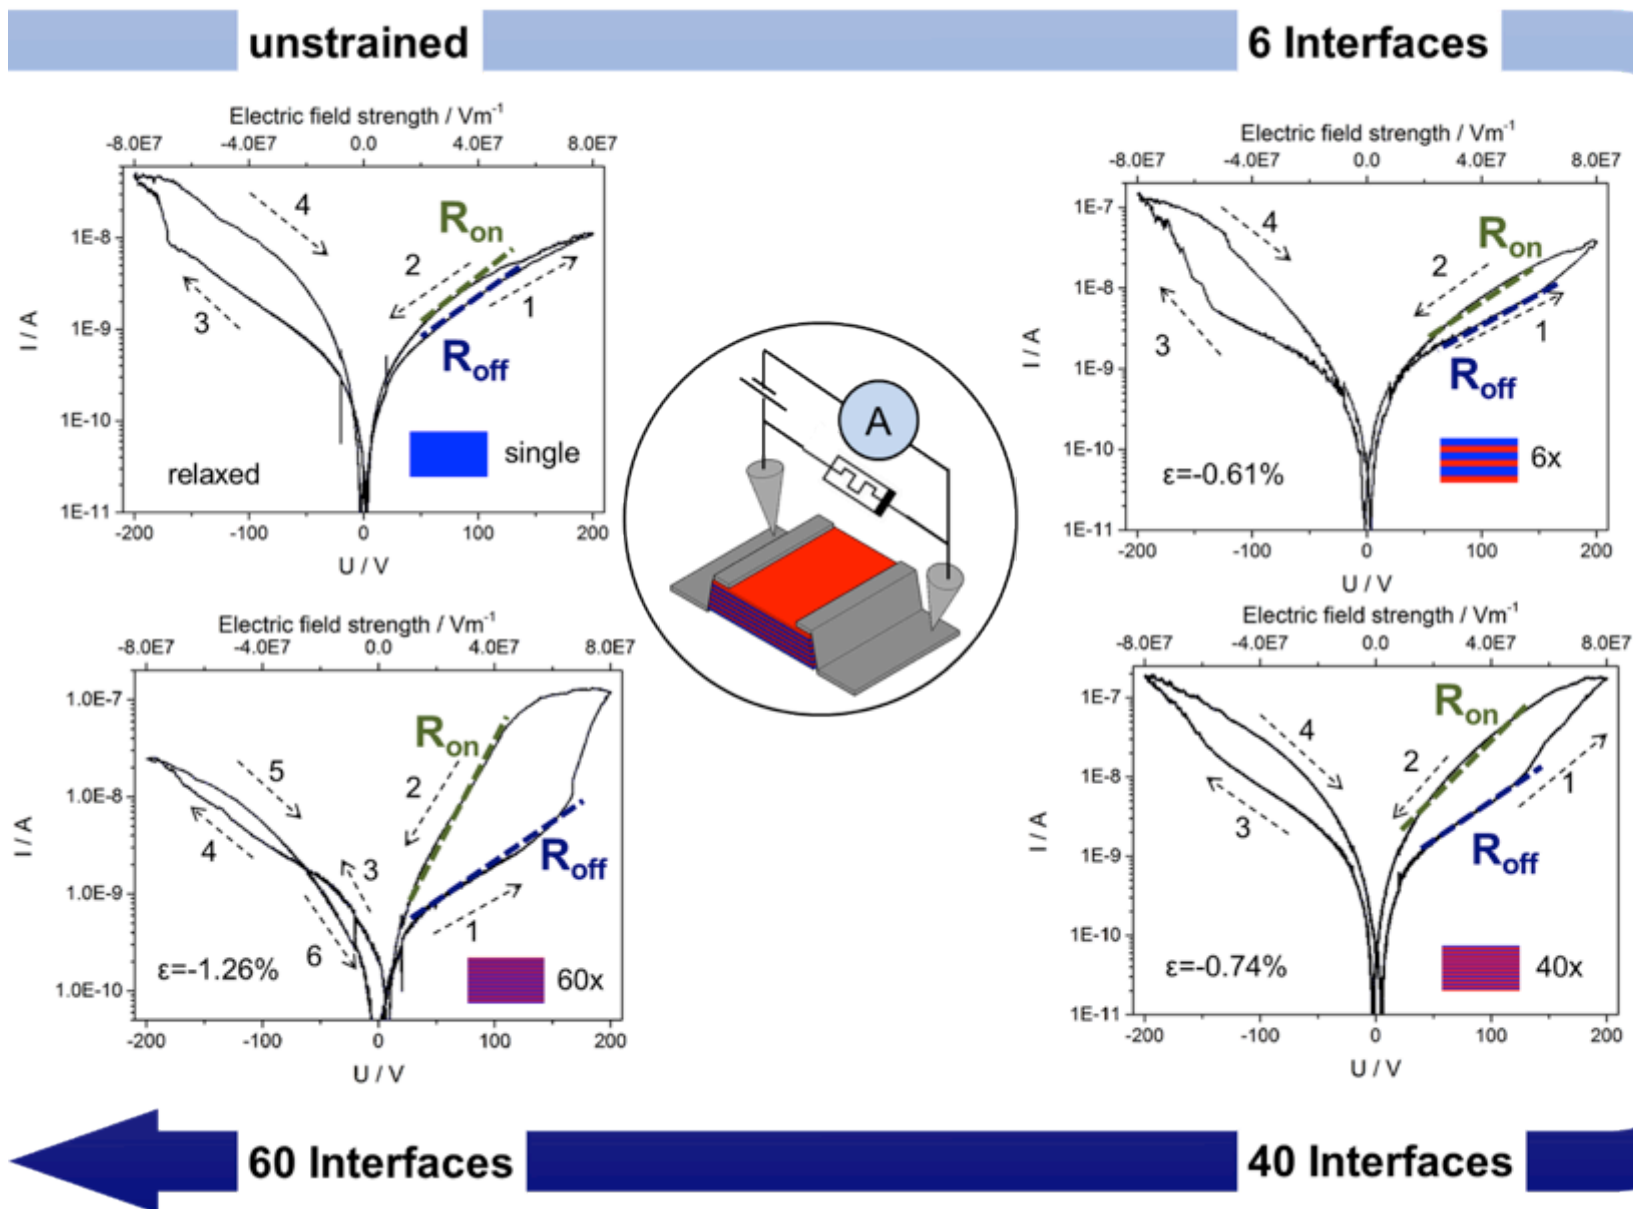 unstrained
6 Interfaces
Electric field strength / Vm⁻¹
-8.0E7 -4.0E7 0.0 4.0E7 8.0E7
1E-8
1E-9
1E-10
1E-11
I / A
4
3
2
1
Ron
Roff
relaxed
single
-200 -100 0 100 200
U / V
Electric field strength / Vm⁻¹
-8.0E7 -4.0E7 0.0 4.0E7 8.0E7
1E-7
1E-8
1E-9
1E-10
1E-11
I / A
4
3
2
1
Ron
Roff
ε=-0.61%
6x
-200 -100 0 100 200
U / V
A
Electric field strength / Vm⁻¹
-8.0E7 -4.0E7 0.0 4.0E7 8.0E7
1.0E-7
1.0E-8
1.0E-9
1.0E-10
I / A
5
4
3
6
2
1
Ron
Roff
ε=-1.26%
60x
-200 -100 0 100 200
U / V
Electric field strength / Vm⁻¹
-8.0E7 -4.0E7 0.0 4.0E7 8.0E7
1E-7
1E-8
1E-9
1E-10
1E-11
I / A
4
3
2
1
Ron
Roff
ε=-0.74%
40x
-200 -100 0 100 200
U / V
60 Interfaces
40 Interfaces